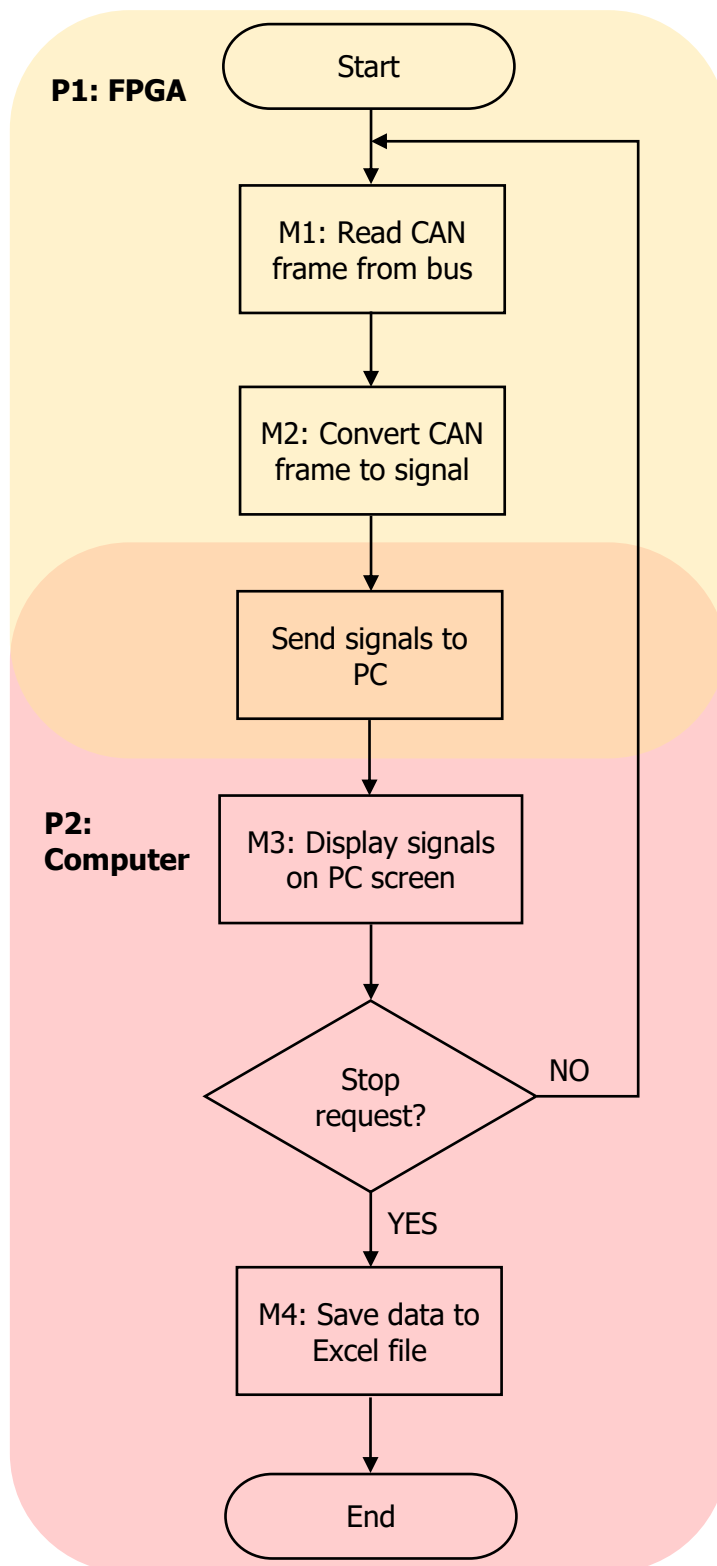 Start
P1: FPGA
M1: Read CAN
frame from bus
M2: Convert CAN
frame to signal
Send signals to
PC
P2:
Computer
M3: Display signals
on PC screen
Stop
request?
NO
YES
M4: Save data to
Excel file
End